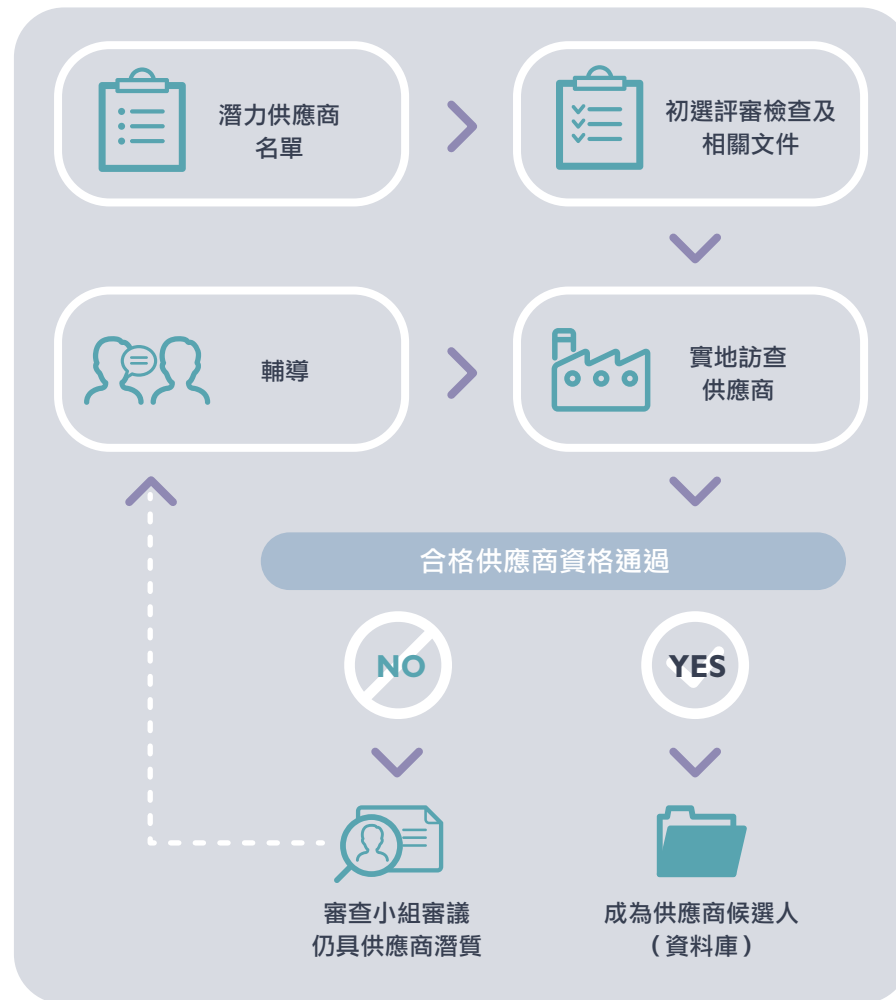 潛力供應商
名單
初選評審檢查及
相關文件
輔導
實地訪查
供應商
合格供應商資格通過
NO
YES
審查小組審議
仍具供應商潛質
成為供應商候選人
（資料庫）